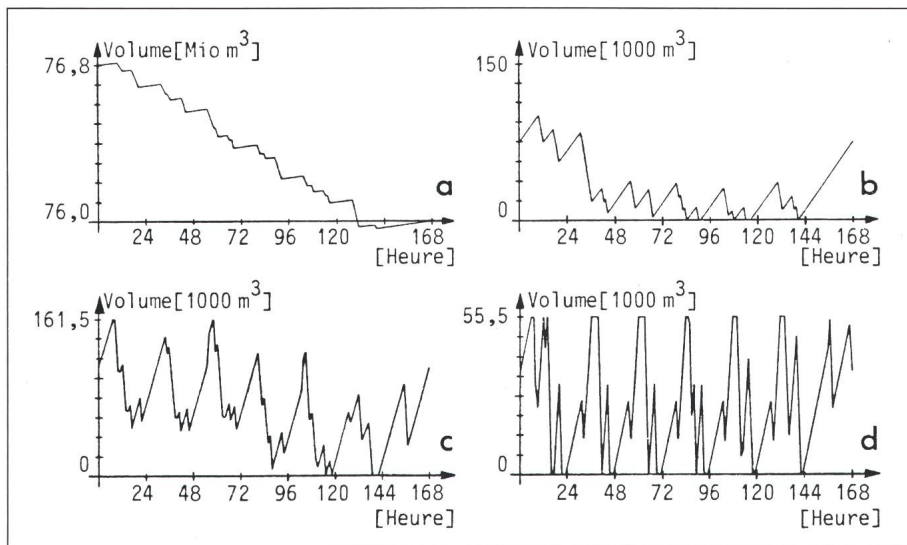 Volume[Mio m³]
76,8
76,0
24 48 72 96 120 168
[Heure]
a
Volume[1000 m³]
150
0
24 48 72 96 120 144 168
[Heure]
b
Volume[1000 m³]
161,5
0
24 48 72 96 120 144 168
[Heure]
c
Volume[1000 m³]
55,5
0
24 48 72 96 120 144 168
[Heure]
d